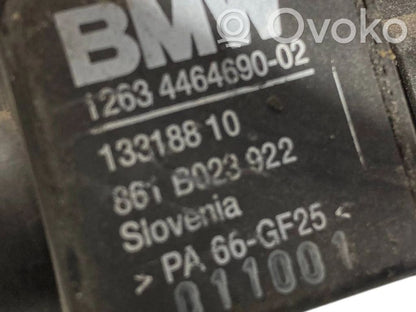 Ovoko
BMW
1263 4464690-02
13318810
861 B023 922
Slovenia
> PA 66-GF25 <
011001